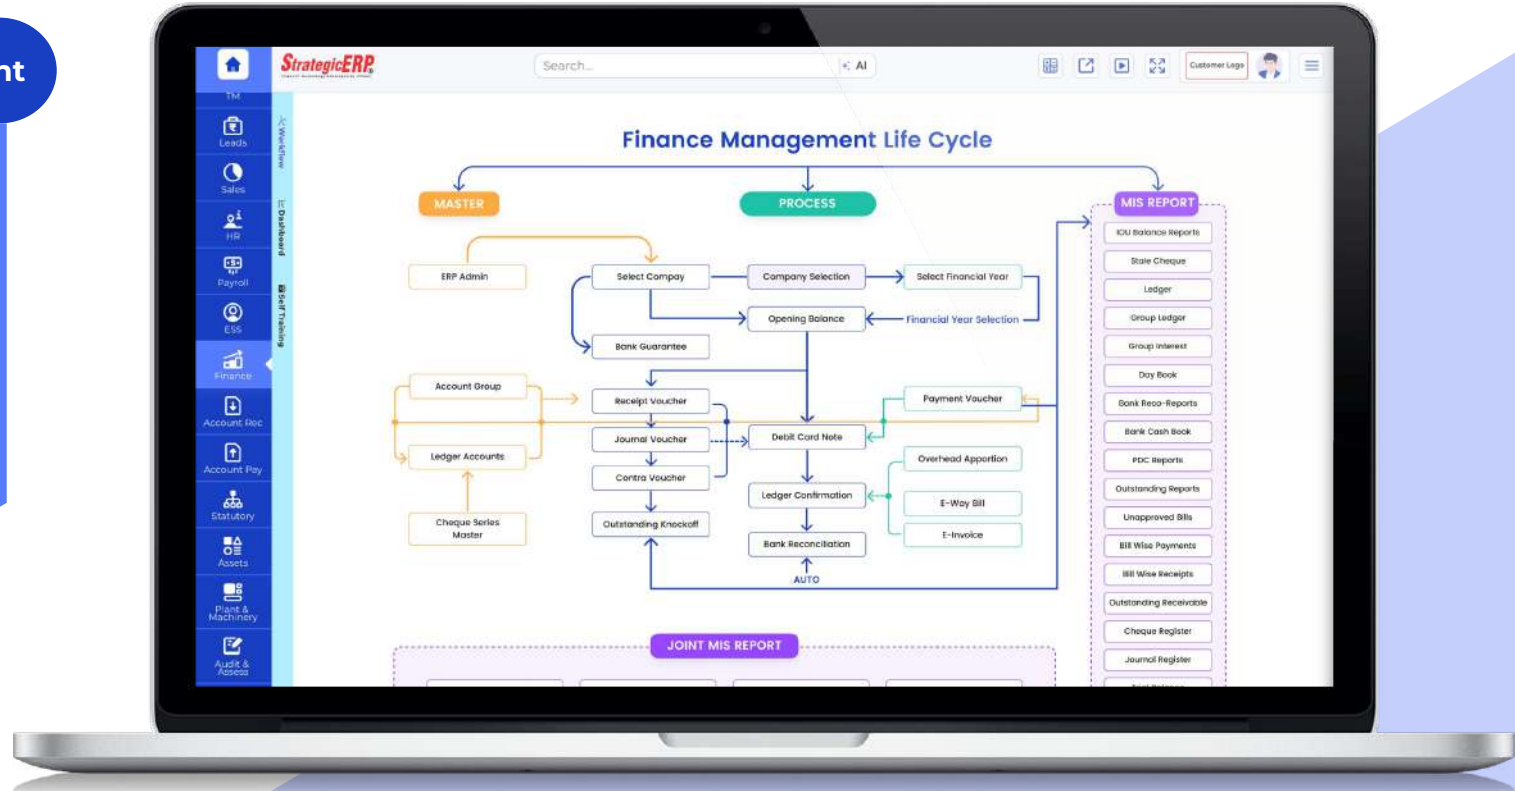 nt
StrategicERP
Search...
AI
Customer Logo
TM
Leads
Sales
HR
Payroll
ESS
Finance
Account Rec
Account Pay
Statutory
Assets
Plant &
Machinery
Audit &
Assess
Workflow
Dashboard
Self Training
Finance Management Life Cycle
MASTER
PROCESS
MIS REPORT
ERP Admin
Select Compay
Company Selection
Select Financial Year
Opening Balance
Financial Year Selection
Bank Guarantee
Account Group
Receipt Voucher
Payment Voucher
Journal Voucher
Debit Card Note
Ledger Accounts
Overhead Apportion
Contra Voucher
Ledger Confirmation
E-Way Bill
Cheque Series
Master
Outstanding Knockoff
E-Invoice
Bank Reconciliation
AUTO
IOU Balance Reports
Stale Cheque
Ledger
Group Ledger
Group Interest
Day Book
Bank Reco-Reports
Bank Cash Book
PDC Reports
Outstanding Reports
Unapproved Bills
Bill Wise Payments
Bill Wise Receipts
Outstanding Receivable
Cheque Register
Journal Register
Trial Balance
JOINT MIS REPORT